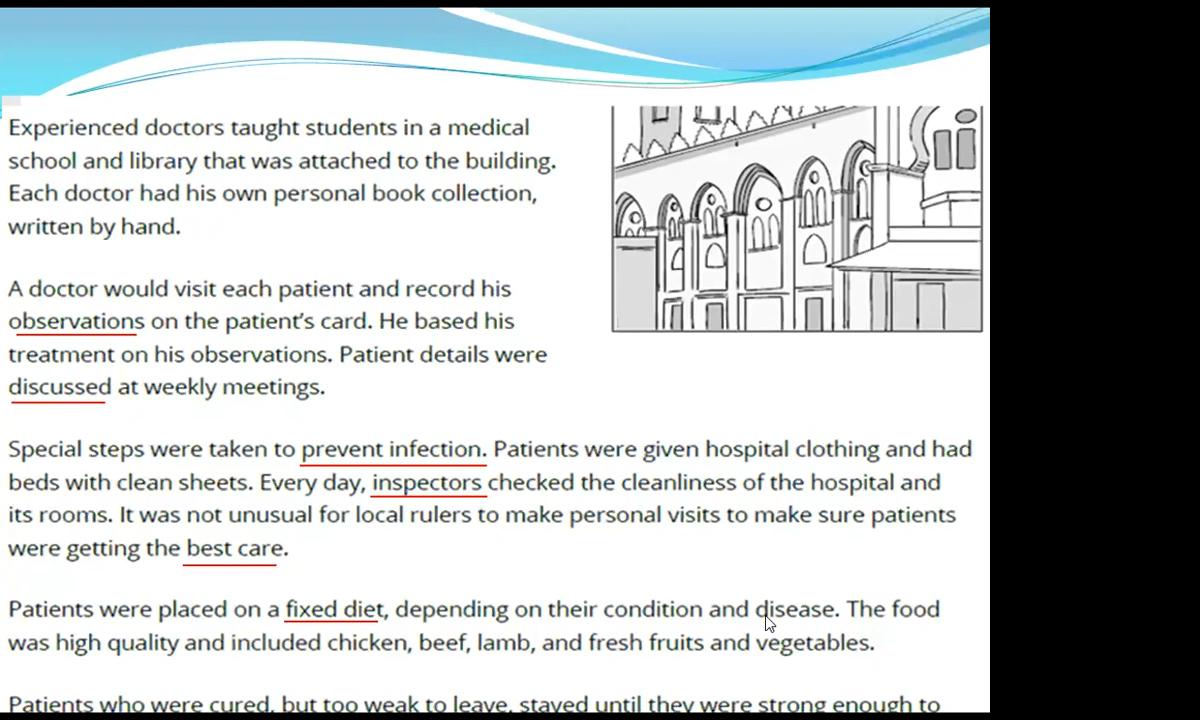 Experienced doctors taught students in a medical
school and library that was attached to the building.
Each doctor had his own personal book collection,
written by hand.
A doctor would visit each patient and record his
observations on the patient's card. He based his
treatment on his observations. Patient details were
discussed at weekly meetings.
Special steps were taken to prevent infection. Patients were given hospital clothing and had
beds with clean sheets. Every day, inspectors checked the cleanliness of the hospital and
its rooms. It was not unusual for local rulers to make personal visits to make sure patients
were getting the best care.
Patients were placed on a fixed diet, depending on their condition and disease. The food
was high quality and included chicken, beef, lamb, and fresh fruits and vegetables.
Patients who were cured, but too weak to leave, stayed until they were strong enough to